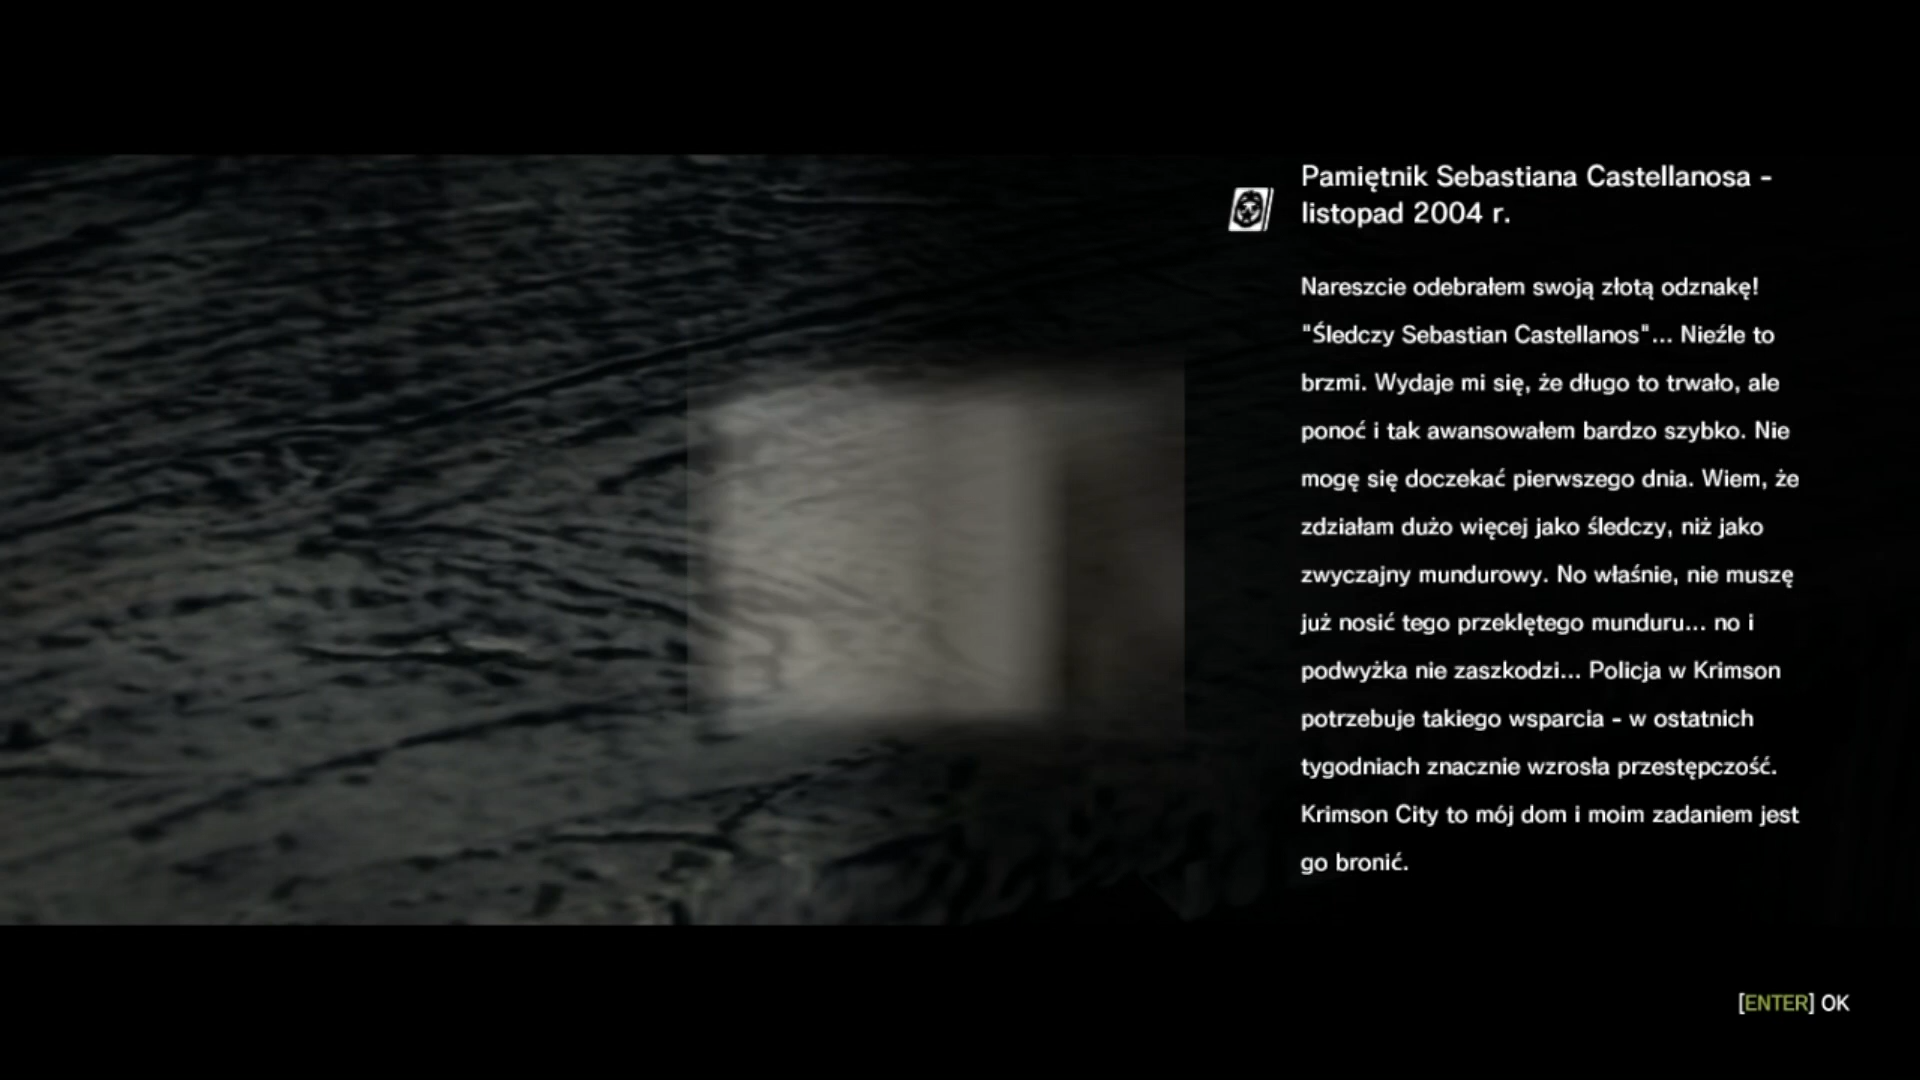 Pamiętnik Sebastiana Castellanosa -
listopad 2004 r.
Nareszcie odebrałem swoją złotą odznakę!
"Śledczy Sebastian Castellanos"... Nieźle to
brzmi. Wydaje mi się, że długo to trwało, ale
ponoć i tak awansowałem bardzo szybko. Nie
mogę się doczekać pierwszego dnia. Wiem, że
zdziałam dużo więcej jako śledczy, niż jako
zwyczajny mundurowy. No właśnie, nie muszę
już nosić tego przeklętego munduru... no i
podwyżka nie zaszkodzi... Policja w Krimson
potrzebuje takiego wsparcia - w ostatnich
tygodniach znacznie wzrosła przestępczość.
Krimson City to mój dom i moim zadaniem jest
go bronić.
[ENTER] OK